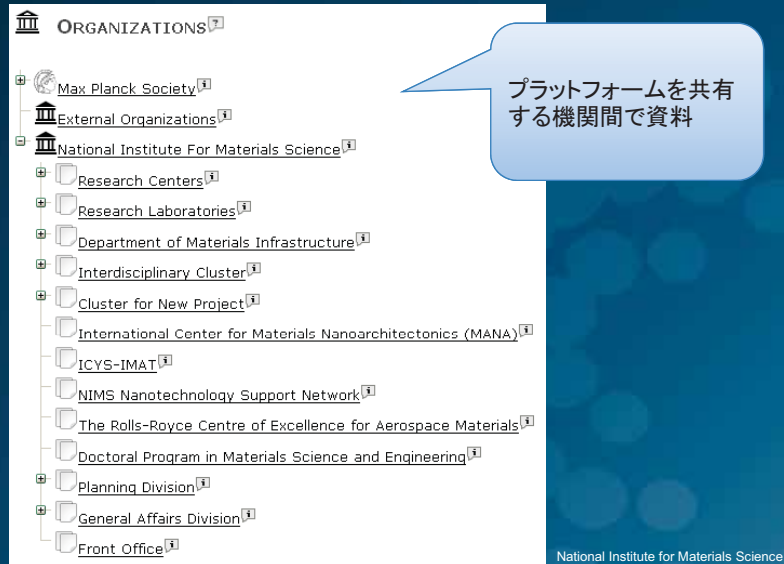 ORGANIZATIONS
Max Planck Society
External Organizations
National Institute For Materials Science
Research Centers
Research Laboratories
Department of Materials Infrastructure
Interdisciplinary Cluster
Cluster for New Project
International Center for Materials Nanoarchitectonics (MANA)
ICYS-IMAT
NIMS Nanotechnology Support Network
The Rolls-Royce Centre of Excellence for Aerospace Materials
Doctoral Program in Materials Science and Engineering
Planning Division
General Affairs Division
Front Office
プラットフォームを共有
する機関間で資料
National Institute for Materials Science